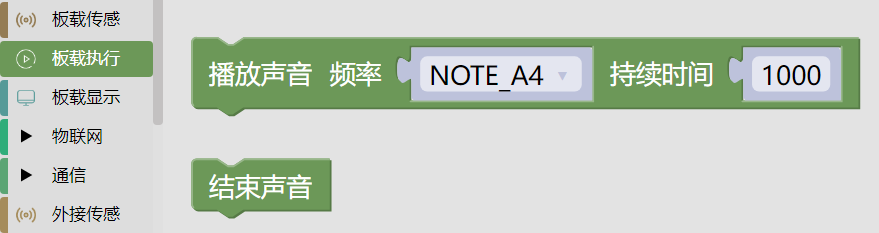 板载传感
板载执行
板载显示
物联网
通信
外接传感
播放声音 频率 NOTE_A4 持续时间 1000
结束声音